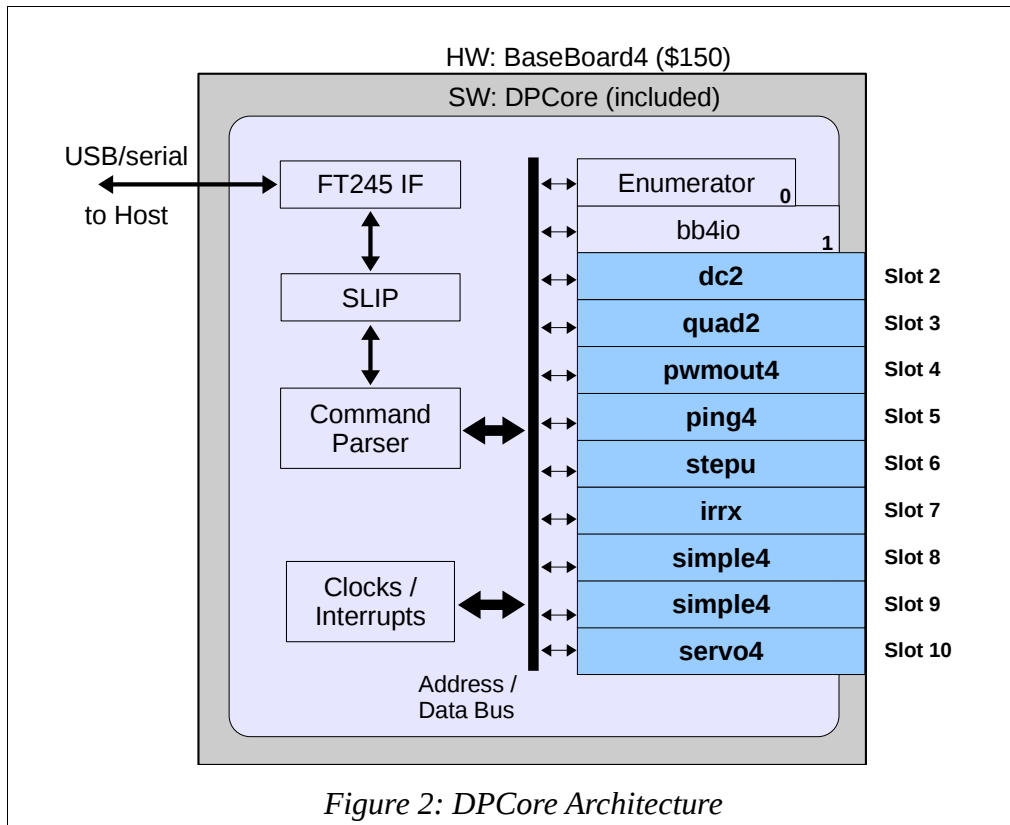 HW: BaseBoard4 ($150)
SW: DPCore (included)
USB/serial
to Host
FT245 IF
SLIP
Command
Parser
Clocks /
Interrupts
Address /
Data Bus
Enumerator 0
bb4io 1
dc2 Slot 2
quad2 Slot 3
pwmout4 Slot 4
ping4 Slot 5
stepu Slot 6
irrx Slot 7
simple4 Slot 8
simple4 Slot 9
servo4 Slot 10
Figure 2: DPCore Architecture